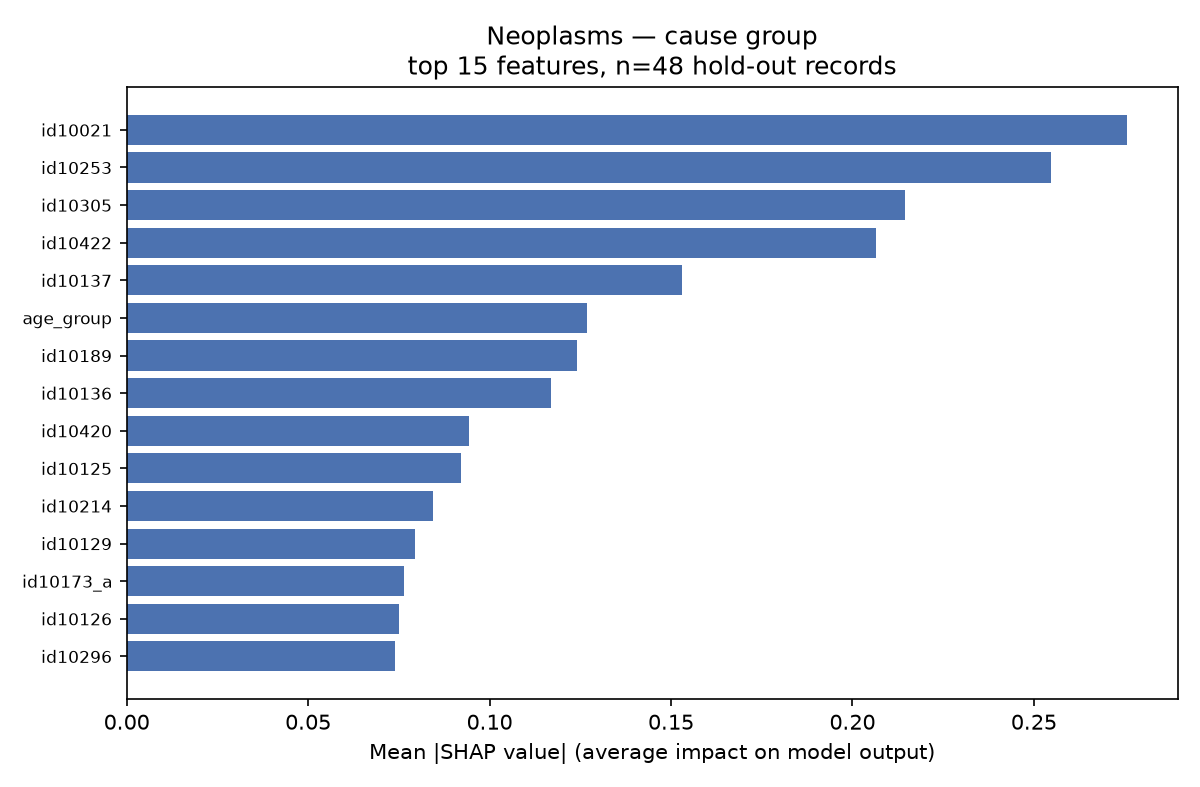 Neoplasms — cause group
top 15 features, n=48 hold-out records
id10021
id10253
id10305
id10422
id10137
age_group
id10189
id10136
id10420
id10125
id10214
id10129
id10173_a
id10126
id10296
0.00 0.05 0.10 0.15 0.20 0.25
Mean |SHAP value| (average impact on model output)